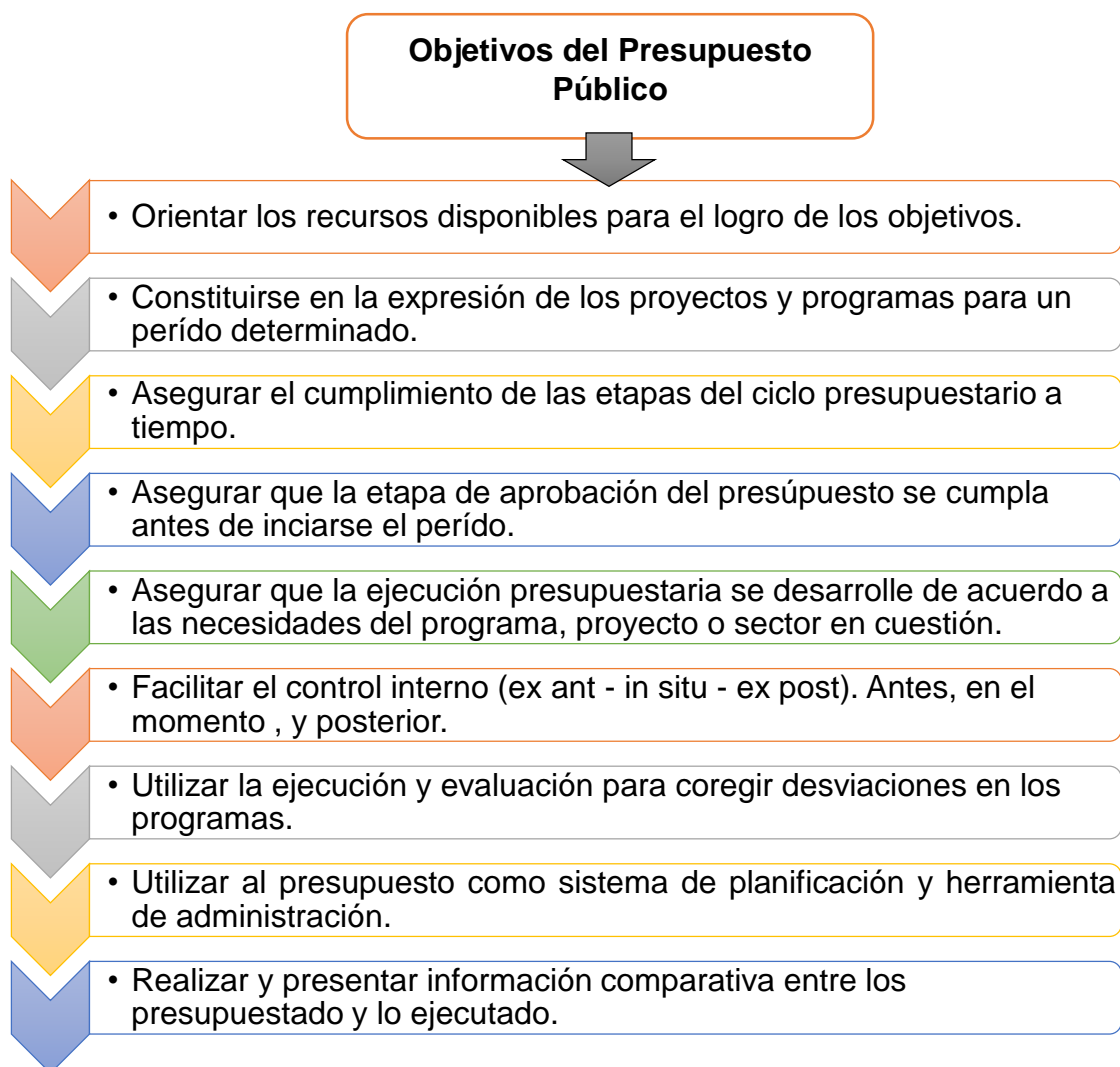 Objetivos del Presupuesto
Público
• Orientar los recursos disponibles para el logro de los objetivos.
• Constituirse en la expresión de los proyectos y programas para un
perído determinado.
• Asegurar el cumplimiento de las etapas del ciclo presupuestario a
tiempo.
• Asegurar que la etapa de aprobación del presúpuesto se cumpla
antes de inciarse el perído.
• Asegurar que la ejecución presupuestaria se desarrolle de acuerdo a
las necesidades del programa, proyecto o sector en cuestión.
• Facilitar el control interno (ex ant - in situ - ex post). Antes, en el
momento , y posterior.
• Utilizar la ejecución y evaluación para coregir desviaciones en los
programas.
• Utilizar al presupuesto como sistema de planificación y herramienta
de administración.
• Realizar y presentar información comparativa entre los
presupuestado y lo ejecutado.